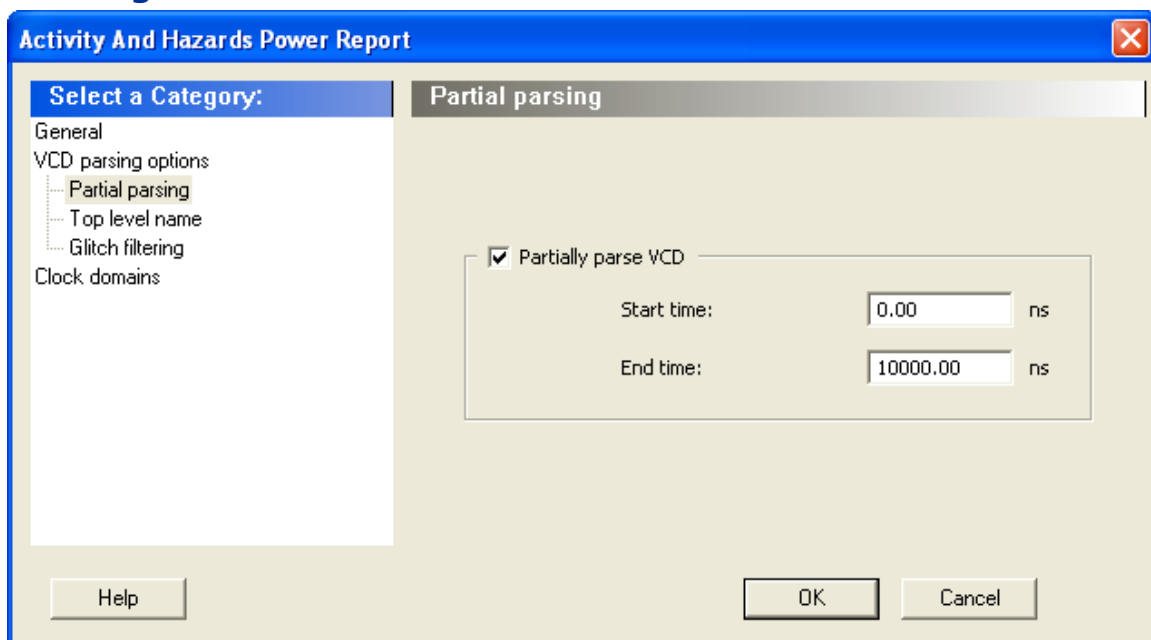 Activity And Hazards Power Report
Select a Category:
General
VCD parsing options
Partial parsing
Top level name
Glitch filtering
Clock domains
Partial parsing
Partially parse VCD
Start time: 0.00 ns
End time: 10000.00 ns
Help OK Cancel